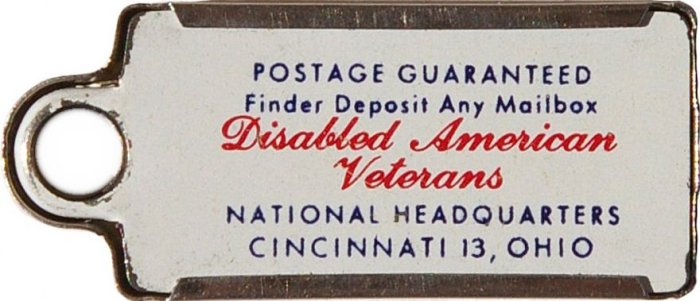 POSTAGE GUARANTEED
Finder Deposit Any Mailbox
Disabled American
Veterans
NATIONAL HEADQUARTERS
CINCINNATI 13, OHIO